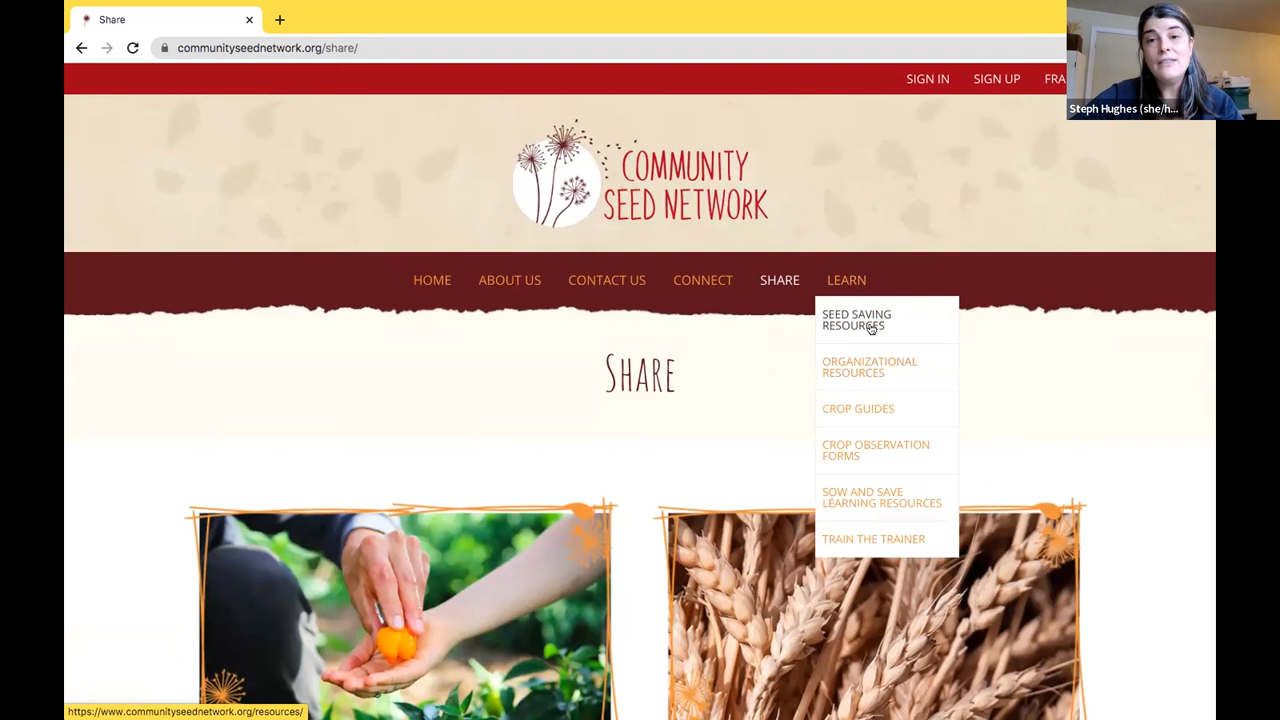 Share
communityseednetwork.org/share/
SIGN IN
SIGN UP
FRA
Steph Hughes (she/h...
COMMUNITY
SEED NETWORK
HOME
ABOUT US
CONTACT US
CONNECT
SHARE
LEARN
SEED SAVING
RESOURCES
ORGANIZATIONAL
RESOURCES
CROP GUIDES
CROP OBSERVATION
FORMS
SOW AND SAVE
LEARNING RESOURCES
TRAIN THE TRAINER
SHARE
https://www.communityseednetwork.org/resources/